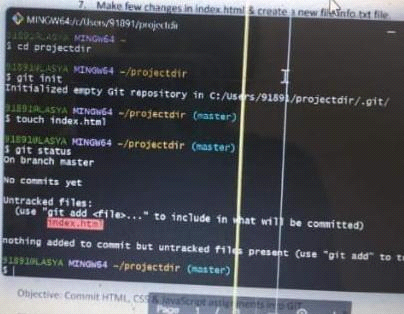 7. Make few changes in index.html & create a new file info.txt file.
MINGW64:/c/Users/91891/projectdir
91891@LASYA MINGW64 ~
$ cd projectdir
91891@LASYA MINGW64 ~/projectdir
$ git init
Initialized empty Git repository in C:/Users/91891/projectdir/.git/
91891@LASYA MINGW64 ~/projectdir (master)
$ touch index.html
91891@LASYA MINGW64 ~/projectdir (master)
$ git status
On branch master
No commits yet
Untracked files:
(use "git add <file>..." to include in what will be committed)
index.html
nothing added to commit but untracked files present (use "git add" to t
91891@LASYA MINGW64 ~/projectdir (master)
$
Objective: Commit HTML, CSS & JavaScript assignments into GIT
Page